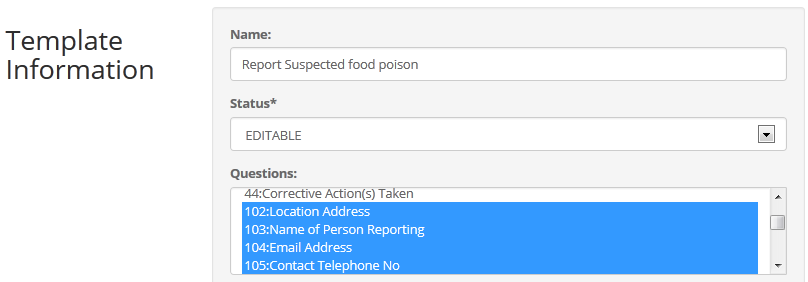 Template
Information
Name:
Report Suspected food poison
Status*
EDITABLE
Questions:
44:Corrective Action(s) Taken
102:Location Address
103:Name of Person Reporting
104:Email Address
105:Contact Telephone No